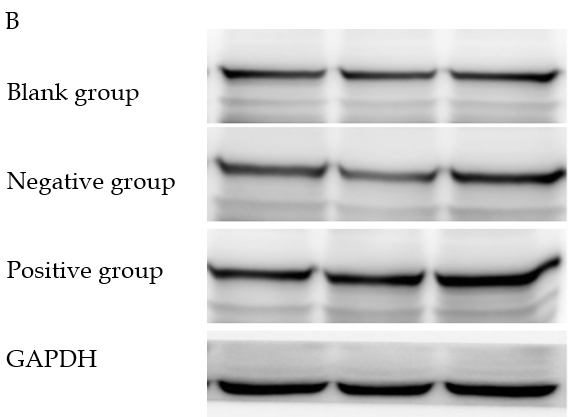 B
Blank group
Negative group
Positive group
GAPDH